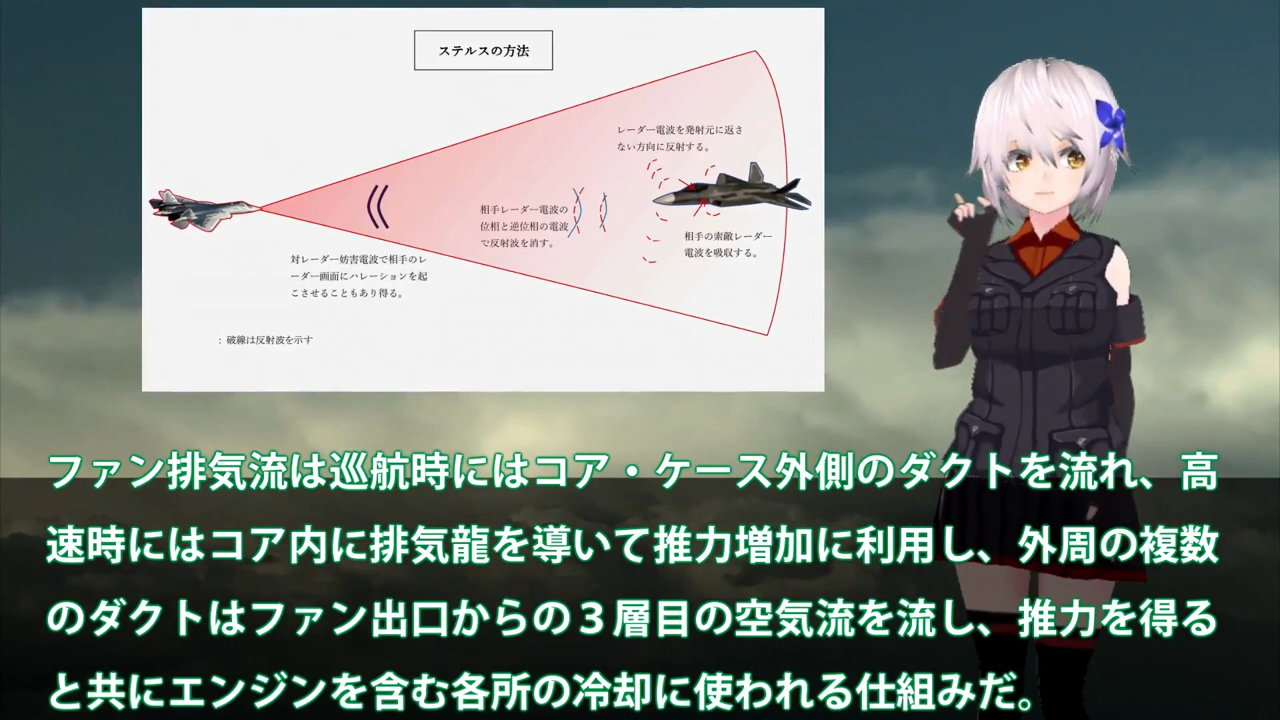 ステルスの方法
レーダー電波を発射元に返さ
ない方向に反射する。
相手レーダー電波の
位相と逆位相の電波
で反射波を消す。
相手の索敵レーダー
電波を吸収する。
対レーダー妨害電波で相手のレ
ーダー画面にハレーションを起
こさせることもあり得る。
：破線は反射波を示す
ファン排気流は巡航時にはコア・ケース外側のダクトを流れ、高
速時にはコア内に排気龍を導いて推力増加に利用し、外周の複数
のダクトはファン出口からの３層目の空気流を流し、推力を得る
と共にエンジンを含む各所の冷却に使われる仕組みだ。